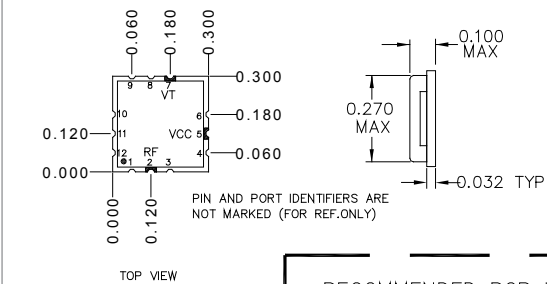 0.060
0.180
0.300
0.100
MAX
9
8
7
VT
0.300
10
6
0.180
0.270
MAX
0.120
11
VCC
5
12
RF
4
0.060
0.000
1
2
3
0.032 TYP
0.000
0.120
PIN AND PORT IDENTIFIERS ARE
NOT MARKED (FOR REF.ONLY)
TOP VIEW